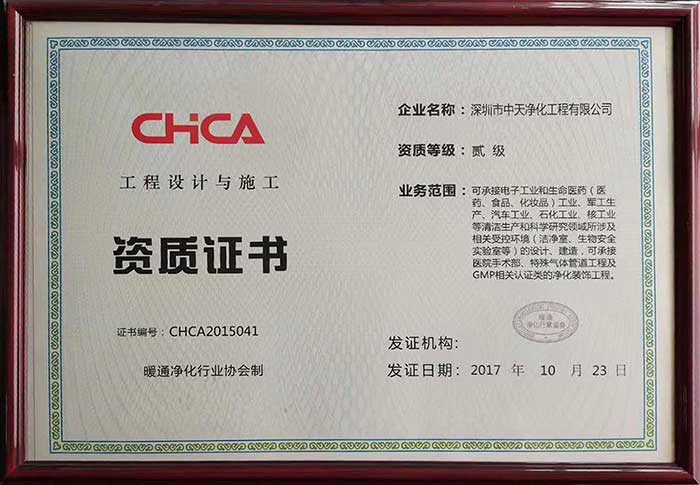 CHCA
工程设计与施工
资质证书
证书编号：CHCA2015041
暖通净化行业协会制
企业名称：深圳市中天净化工程有限公司
资质等级：贰级
业务范围：可承接电子工业和生命医药（医
药、食品、化妆品）工业、军工生
产、汽车工业、石化工业、核工业
等清洁生产和科学研究领域所涉及
相关受控环境（洁净室、生物安全
实验室等）的设计、建造，可承接
医院手术部、特殊气体管道工程及
GMP相关认证类的净化装饰工程。
暖通
净化行业协会
发证机构：
发证日期：2017 年 10 月 23 日